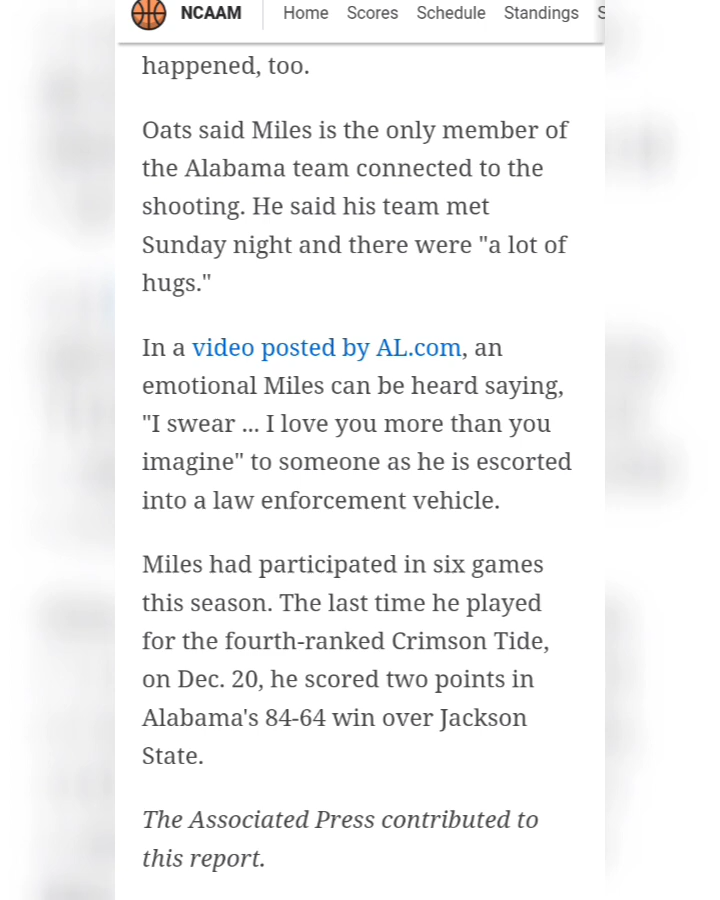 NCAAM Home Scores Schedule Standings S
happened, too.
Oats said Miles is the only member of
the Alabama team connected to the
shooting. He said his team met
Sunday night and there were "a lot of
hugs."
In a video posted by AL.com, an
emotional Miles can be heard saying,
"I swear ... I love you more than you
imagine" to someone as he is escorted
into a law enforcement vehicle.
Miles had participated in six games
this season. The last time he played
for the fourth-ranked Crimson Tide,
on Dec. 20, he scored two points in
Alabama's 84-64 win over Jackson
State.
The Associated Press contributed to
this report.